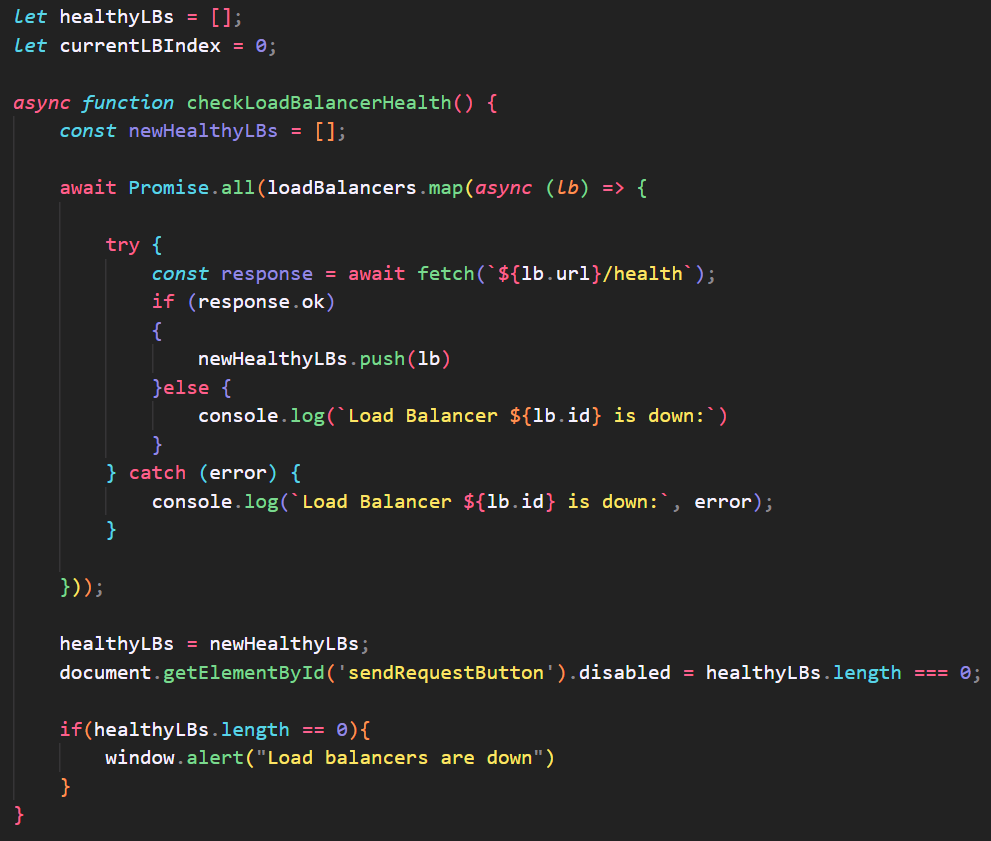 let healthyLBs = [];
let currentLBIndex = 0;

async function checkLoadBalancerHealth() {
    const newHealthyLBs = [];

    await Promise.all(loadBalancers.map(async (lb) => {

        try {
            const response = await fetch(`${lb.url}/health`);
            if (response.ok)
            {
                newHealthyLBs.push(lb)
            }else {
                console.log(`Load Balancer ${lb.id} is down:`)
            }
        } catch (error) {
            console.log(`Load Balancer ${lb.id} is down:`, error);
        }

    }));

    healthyLBs = newHealthyLBs;
    document.getElementById('sendRequestButton').disabled = healthyLBs.length === 0;

    if(healthyLBs.length == 0){
        window.alert("Load balancers are down")
    }
}